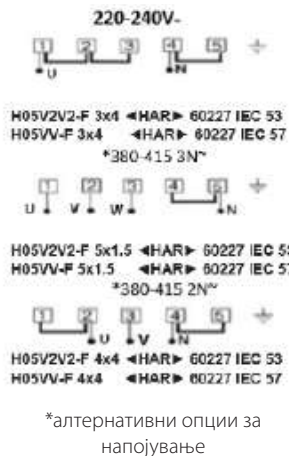 220-240V~
1 2 3 4 5
U N
H05V2V2-F 3x4 ◄HAR► 60227 IEC 53
H05VV-F 3x4 ◄HAR► 60227 IEC 57
*380-415 3N~
1 2 3 4 5
U V W N
H05V2V2-F 5x1.5 ◄HAR► 60227 IEC 53
H05VV-F 5x1.5 ◄HAR► 60227 IEC 57
*380-415 2N~
1 2 3 4 5
U V N
H05V2V2-F 4x4 ◄HAR► 60227 IEC 53
H05VV-F 4x4 ◄HAR► 60227 IEC 57
*алтернативни опции за
напојување